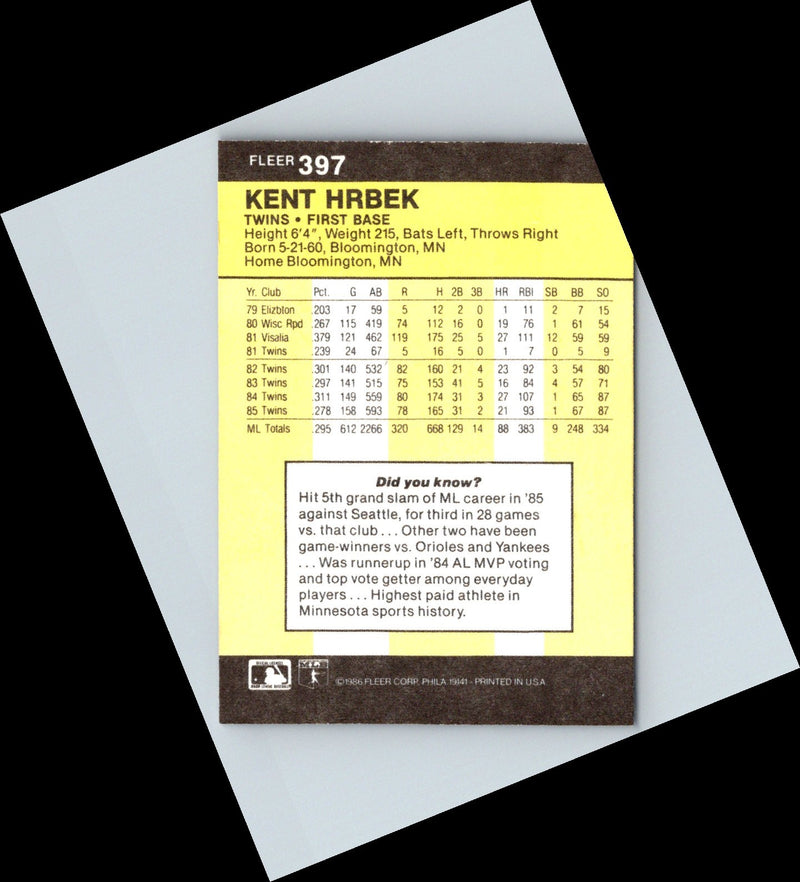 FLEER 397
KENT HRBEK
TWINS • FIRST BASE
Height 6'4", Weight 215, Bats Left, Throws Right
Born 5-21-60, Bloomington, MN
Home Bloomington, MN
Yr. Club Pct. G AB R H 2B 3B HR RBI SB BB SO
79 Elizbton .203 17 59 5 12 2 0 1 11 2 7 15
80 Wisc Rpd .267 115 419 74 112 16 0 19 76 1 61 54
81 Visalia .379 121 462 119 175 25 5 27 111 12 59 59
81 Twins .239 24 67 5 16 5 0 1 7 0 5 9
82 Twins .301 140 532 82 160 21 4 23 92 3 54 80
83 Twins .297 141 515 75 153 41 5 16 84 4 57 71
84 Twins .311 149 559 80 174 31 3 27 107 1 65 87
85 Twins .278 158 593 78 165 31 2 21 93 1 67 87
ML Totals .295 612 2266 320 668 129 14 88 383 9 248 334
Did you know?
Hit 5th grand slam of ML career in '85
against Seattle, for third in 28 games
vs. that club... Other two have been
game-winners vs. Orioles and Yankees
... Was runnerup in '84 AL MVP voting
and top vote getter among everyday
players... Highest paid athlete in
Minnesota sports history.
©1986 FLEER CORP. PHILA 19141 - PRINTED IN U.S.A